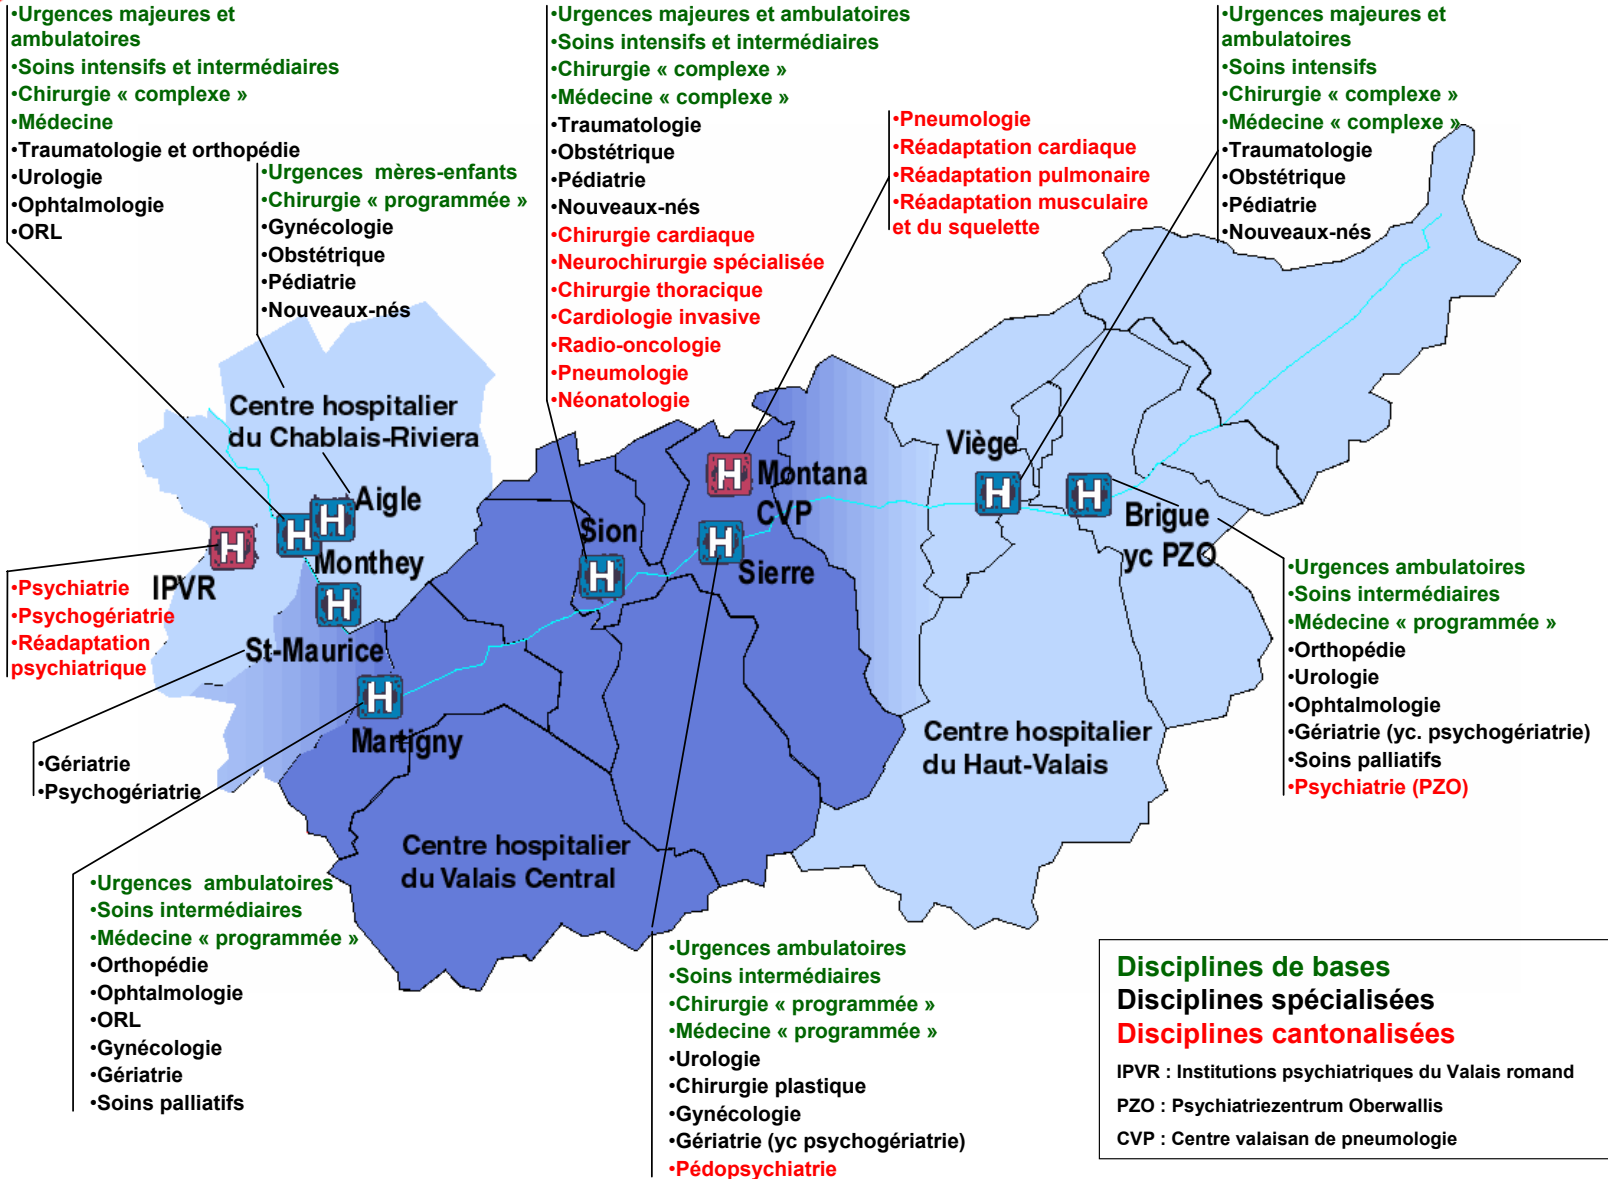 •Urgences majeures et
ambulatoires
•Soins intensifs et intermédiaires
•Chirurgie « complexe »
•Médecine
•Traumatologie et orthopédie
•Urologie
•Ophtalmologie
•ORL
•Urgences  mères-enfants
•Chirurgie « programmée »
•Gynécologie
•Obstétrique
•Pédiatrie
•Nouveaux-nés
•Urgences majeures et ambulatoires
•Soins intensifs et intermédiaires
•Chirurgie « complexe »
•Médecine « complexe »
•Traumatologie
•Obstétrique
•Pédiatrie
•Nouveaux-nés
•Chirurgie cardiaque
•Neurochirurgie spécialisée
•Chirurgie thoracique
•Cardiologie invasive
•Radio-oncologie
•Pneumologie
•Néonatologie
•Pneumologie
•Réadaptation cardiaque
•Réadaptation pulmonaire
•Réadaptation musculaire
et du squelette
•Urgences majeures et
ambulatoires
•Soins intensifs
•Chirurgie « complexe »
•Médecine « complexe »
•Traumatologie
•Obstétrique
•Pédiatrie
•Nouveaux-nés
Centre hospitalier
du Chablais-Riviera
H
Aigle
H
Monthey
H
IPVR
H
St-Maurice
H
Martigny
Sion
H
H
Montana
CVP
H
Sierre
Viège
H
H
Brigue
yc PZO
Centre hospitalier
du Haut-Valais
Centre hospitalier
du Valais Central
•Psychiatrie
•Psychogériatrie
•Réadaptation
psychiatrique
•Gériatrie
•Psychogériatrie
•Urgences  ambulatoires
•Soins intermédiaires
•Médecine « programmée »
•Orthopédie
•Ophtalmologie
•ORL
•Gynécologie
•Gériatrie
•Soins palliatifs
•Urgences ambulatoires
•Soins intermédiaires
•Chirurgie « programmée »
•Médecine « programmée »
•Urologie
•Chirurgie plastique
•Gynécologie
•Gériatrie (yc psychogériatrie)
•Pédopsychiatrie
•Urgences ambulatoires
•Soins intermédiaires
•Médecine « programmée »
•Orthopédie
•Urologie
•Ophtalmologie
•Gériatrie (yc. psychogériatrie)
•Soins palliatifs
•Psychiatrie (PZO)
Disciplines de bases
Disciplines spécialisées
Disciplines cantonalisées
IPVR : Institutions psychiatriques du Valais romand
PZO : Psychiatriezentrum Oberwallis
CVP : Centre valaisan de pneumologie